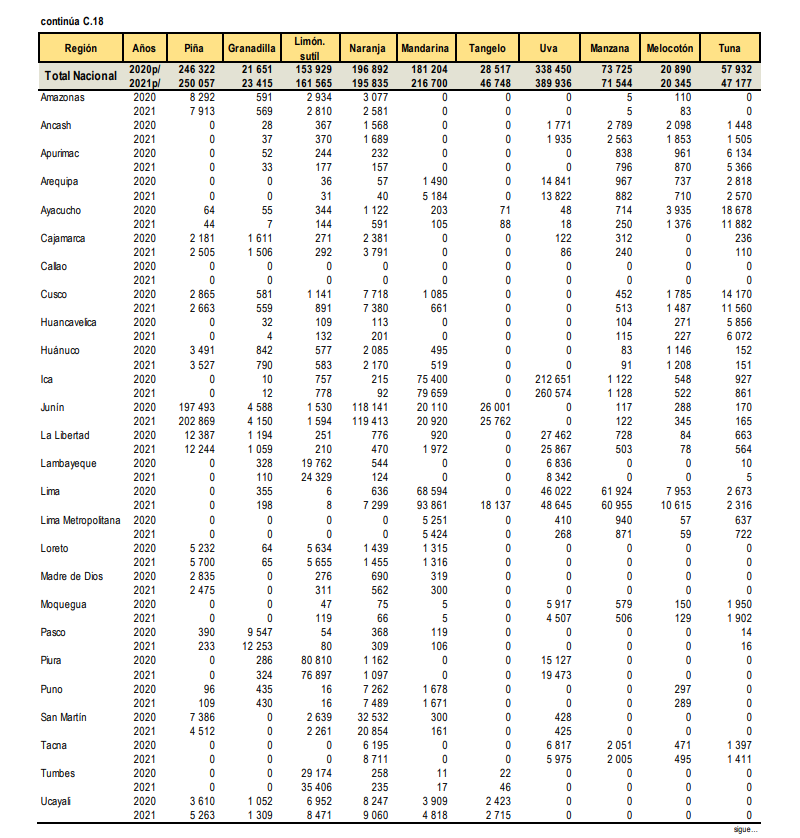 continúa C.18
Región Años Piña Granadilla Limón. sutil Naranja Mandarina Tangelo Uva Manzana Melocotón Tuna
Total Nacional 2020p/ 246 322 21 651 153 929 196 892 181 204 28 517 338 450 73 725 20 890 57 932
2021p/ 250 057 23 415 161 565 195 835 216 700 46 748 389 936 71 544 20 345 47 177
Amazonas 2020 8 292 591 2 934 3 077 0 0 0 5 110 0
2021 7 913 569 2 810 2 581 0 0 0 5 83 0
Ancash 2020 0 28 367 1 568 0 0 1 771 2 789 2 098 1 448
2021 0 37 370 1 689 0 0 1 935 2 563 1 853 1 505
Apurimac 2020 0 52 244 232 0 0 0 838 961 6 134
2021 0 33 177 157 0 0 0 796 870 5 366
Arequipa 2020 0 0 36 57 1 490 0 14 841 967 737 2 818
2021 0 0 31 40 5 184 0 13 822 882 710 2 570
Ayacucho 2020 64 55 344 1 122 203 71 48 714 3 935 18 678
2021 44 7 144 591 105 88 18 250 1 376 11 882
Cajamarca 2020 2 181 1 611 271 2 381 0 0 122 312 0 236
2021 2 505 1 506 292 3 791 0 0 86 240 0 110
Callao 2020 0 0 0 0 0 0 0 0 0 0
2021 0 0 0 0 0 0 0 0 0 0
Cusco 2020 2 865 581 1 141 7 718 1 085 0 0 452 1 785 14 170
2021 2 663 559 891 7 380 661 0 0 513 1 487 11 560
Huancavelica 2020 0 32 109 113 0 0 0 104 271 5 856
2021 0 4 132 201 0 0 0 115 227 6 072
Huánuco 2020 3 491 842 577 2 085 495 0 0 83 1 146 152
2021 3 527 790 583 2 170 519 0 0 91 1 208 151
Ica 2020 0 10 757 215 75 400 0 212 651 1 122 548 927
2021 0 12 778 92 79 659 0 260 574 1 128 522 861
Junín 2020 197 493 4 588 1 530 118 141 20 110 26 001 0 117 288 170
2021 202 869 4 150 1 594 119 413 20 920 25 762 0 122 345 165
La Libertad 2020 12 387 1 194 251 776 920 0 27 462 728 84 663
2021 12 244 1 059 210 470 1 972 0 25 867 503 78 564
Lambayeque 2020 0 328 19 762 544 0 0 6 836 0 0 10
2021 0 110 24 329 124 0 0 8 342 0 0 5
Lima 2020 0 355 6 636 68 594 0 46 022 61 924 7 953 2 673
2021 0 198 8 7 299 93 861 18 137 48 645 60 955 10 615 2 316
Lima Metropolitana 2020 0 0 0 0 5 251 0 410 940 57 637
2021 0 0 0 0 5 424 0 268 871 59 722
Loreto 2020 5 232 64 5 634 1 439 1 315 0 0 0 0 0
2021 5 700 65 5 655 1 455 1 316 0 0 0 0 0
Madre de Dios 2020 2 835 0 276 690 319 0 0 0 0 0
2021 2 475 0 311 562 300 0 0 0 0 0
Moquegua 2020 0 0 47 75 5 0 5 917 579 150 1 950
2021 0 0 119 66 5 0 4 507 506 129 1 902
Pasco 2020 390 9 547 54 368 119 0 0 0 0 14
2021 233 12 253 80 309 106 0 0 0 0 16
Piura 2020 0 286 80 810 1 162 0 0 15 127 0 0 0
2021 0 324 76 897 1 097 0 0 19 473 0 0 0
Puno 2020 96 435 16 7 262 1 678 0 0 0 297 0
2021 109 430 16 7 489 1 671 0 0 0 289 0
San Martín 2020 7 386 0 2 639 32 532 300 0 428 0 0 0
2021 4 512 0 2 261 20 854 161 0 425 0 0 0
Tacna 2020 0 0 0 6 195 0 0 6 817 2 051 471 1 397
2021 0 0 0 8 711 0 0 5 975 2 005 495 1 411
Tumbes 2020 0 0 29 174 258 11 22 0 0 0 0
2021 0 0 35 406 235 17 46 0 0 0 0
Ucayali 2020 3 610 1 052 6 952 8 247 3 909 2 423 0 0 0 0
2021 5 263 1 309 8 471 9 060 4 818 2 715 0 0 0 0
sigue...